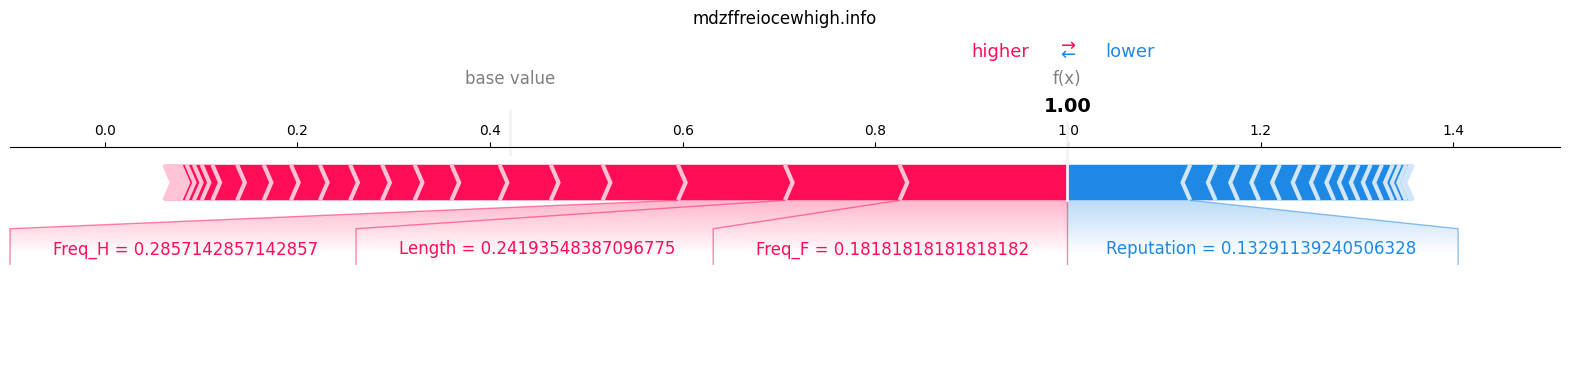 mdzffreiocewhigh.info
higher ⇄ lower
base value f(x)
1.00
0.0 0.2 0.4 0.6 0.8 1.0 1.2 1.4
Freq_H = 0.2857142857142857 Length = 0.24193548387096775 Freq_F = 0.18181818181818182 Reputation = 0.13291139240506328